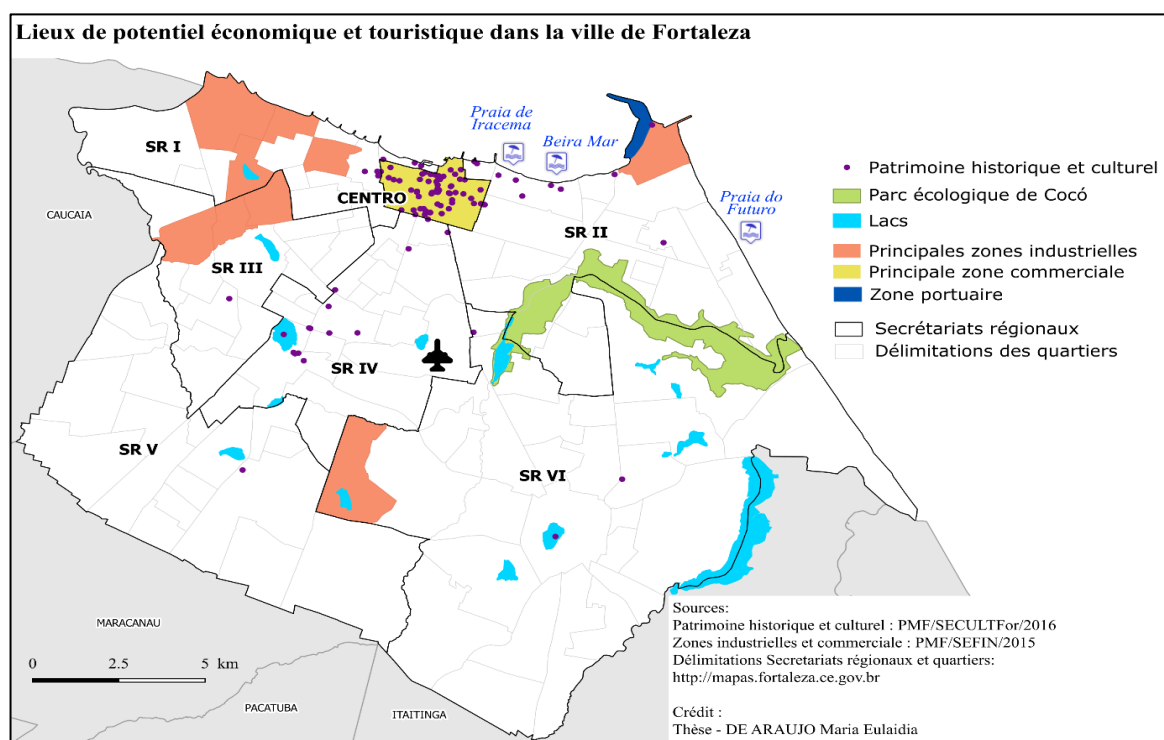 Lieux de potentiel économique et touristique dans la ville de Fortaleza
Praia de
Iracema
Beira Mar
Praia do
Futuro
SR I
CENTRO
CAUCAIA
SR II
SR III
SR IV
SR V
SR VI
MARACANAU
PACATUBA
ITAITINGA
0 2.5 5 km
Patrimoine historique et culturel
Parc écologique de Cocó
Lacs
Principales zones industrielles
Principale zone commerciale
Zone portuaire
Secrétariats régionaux
Délimitations des quartiers
Sources:
Patrimoine historique et culturel : PMF/SECULTFor/2016
Zones industrielles et commerciale : PMF/SEFIN/2015
Délimitations Secretariats régionaux et quartiers:
http://mapas.fortaleza.ce.gov.br
Crédit :
Thèse - DE ARAUJO Maria Eulaidia